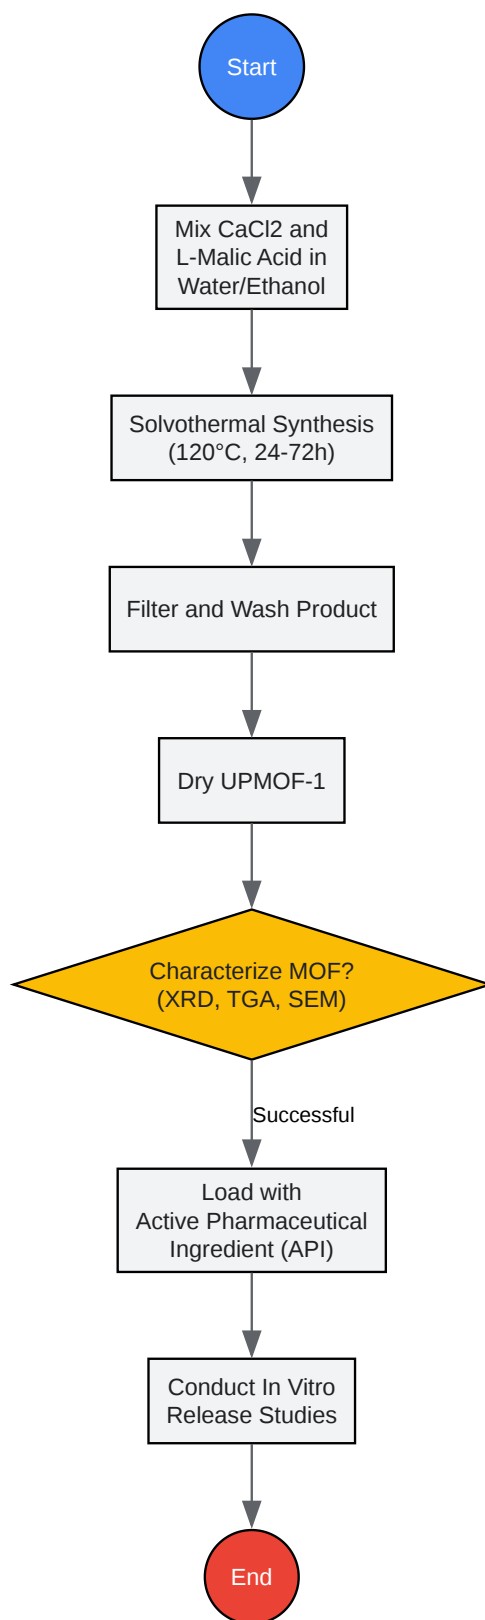 Start
Mix CaCl2 and
L-Malic Acid in
Water/Ethanol
Solvothermal Synthesis
(120°C, 24-72h)
Filter and Wash Product
Dry UPMOF-1
Characterize MOF?
(XRD, TGA, SEM)
Successful
Load with
Active Pharmaceutical
Ingredient (API)
Conduct In Vitro
Release Studies
End